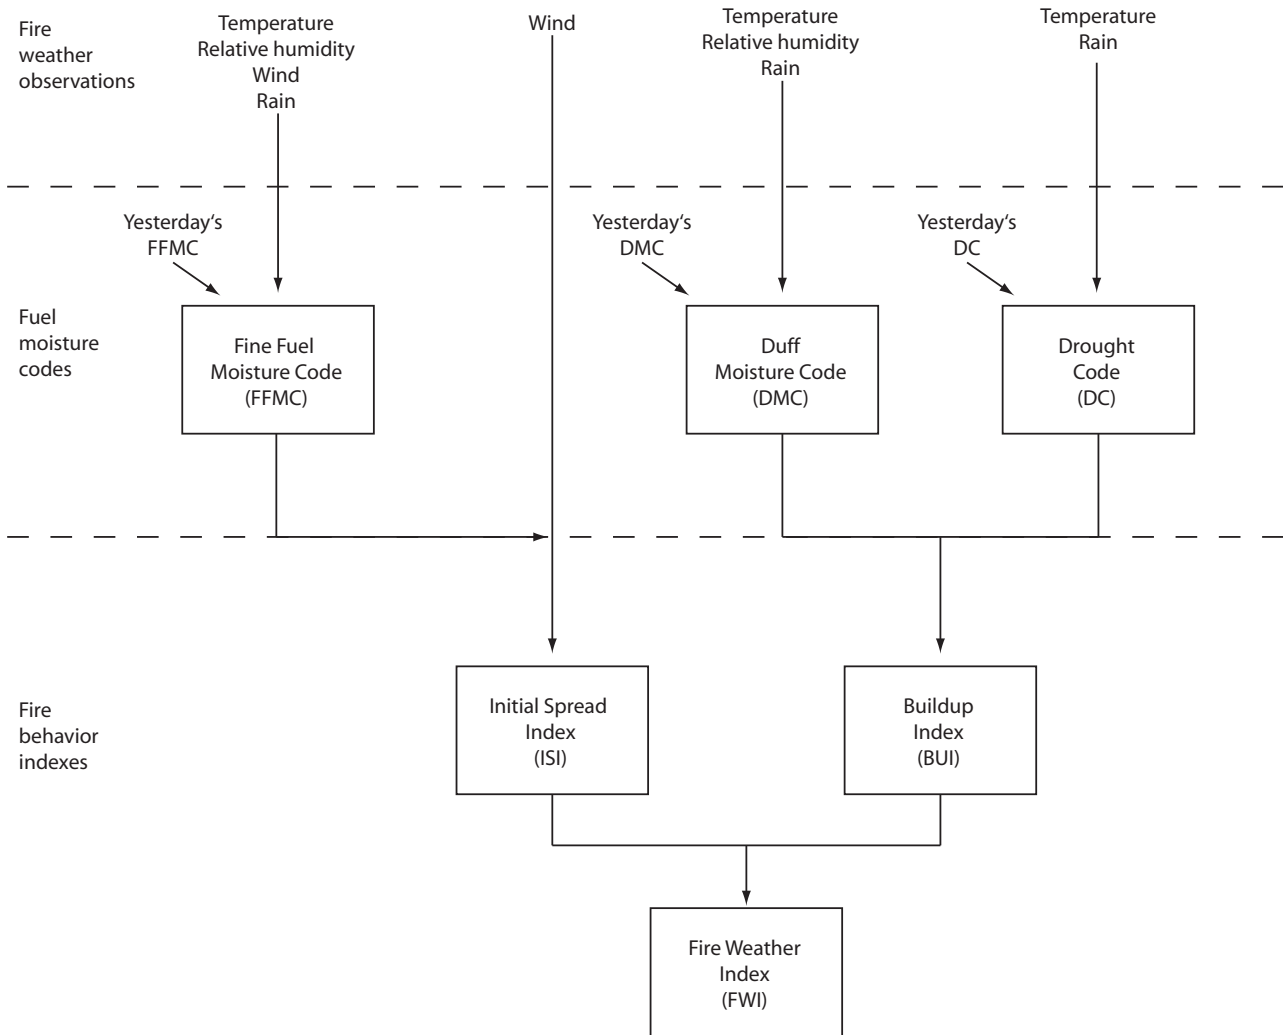 Fire
weather
observations
Temperature
Relative humidity
Wind
Rain
Wind
Temperature
Relative humidity
Rain
Temperature
Rain
Yesterday‘s
FFMC
Yesterday‘s
DMC
Yesterday‘s
DC
Fuel
moisture
codes
Fine Fuel
Moisture Code
(FFMC)
Duff
Moisture Code
(DMC)
Drought
Code
(DC)
Fire
behavior
indexes
Initial Spread
Index
(ISI)
Buildup
Index
(BUI)
Fire Weather
Index
(FWI)